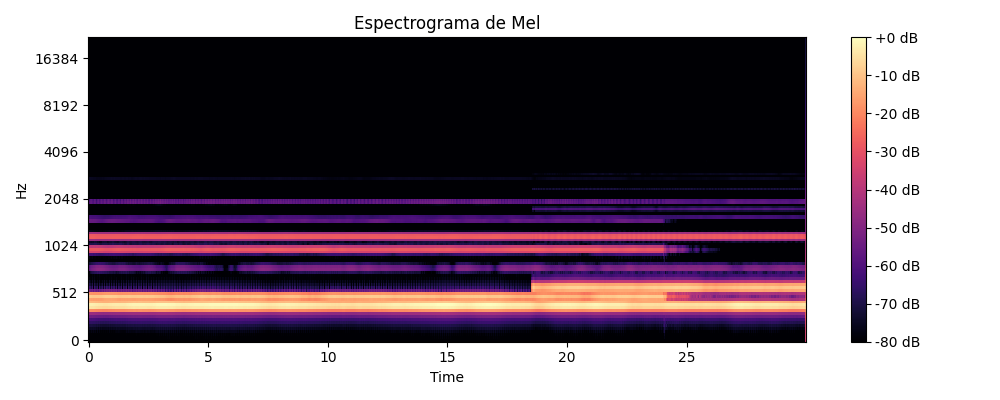 Espectrograma de Mel
Hz
16384
8192
4096
2048
1024
512
0
0 5 10 15 20 25
Time
+0 dB
-10 dB
-20 dB
-30 dB
-40 dB
-50 dB
-60 dB
-70 dB
-80 dB